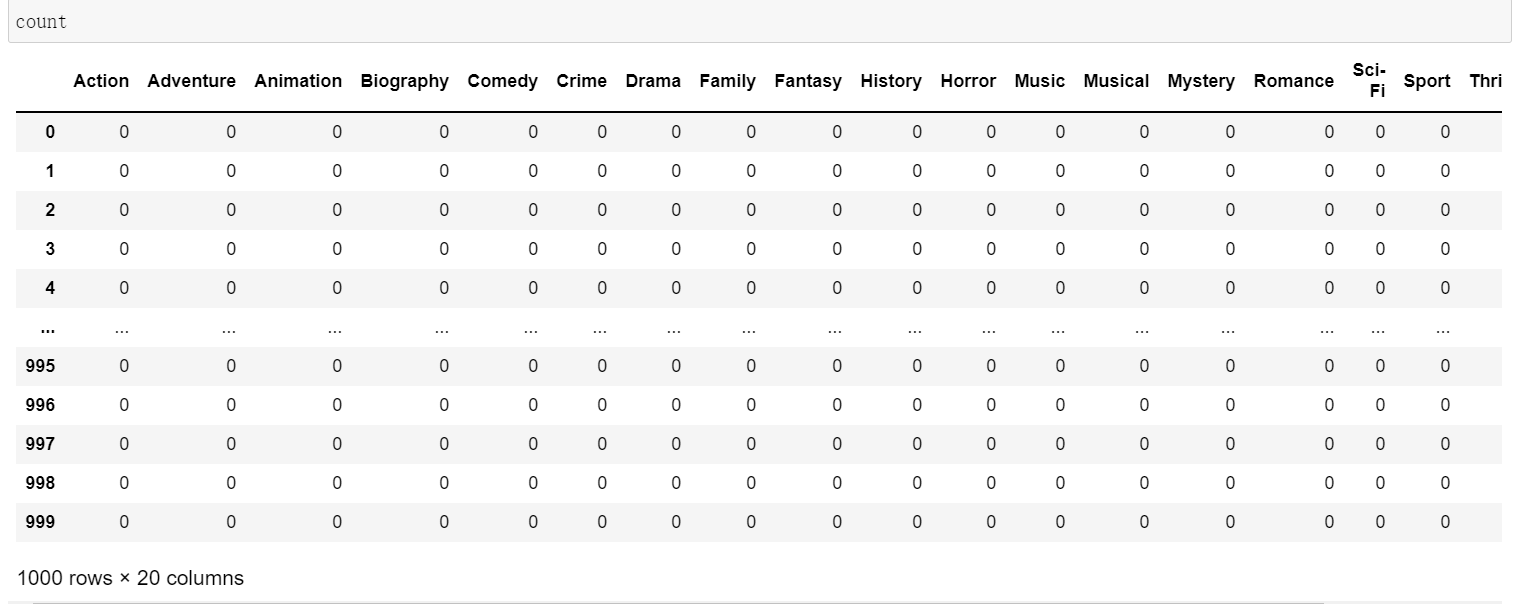 count
Action Adventure Animation Biography Comedy Crime Drama Family Fantasy History Horror Music Musical Mystery Romance Sci-Fi Sport Thri
0 0 0 0 0 0 0 0 0 0 0 0 0 0 0 0 0 0
1 0 0 0 0 0 0 0 0 0 0 0 0 0 0 0 0 0
2 0 0 0 0 0 0 0 0 0 0 0 0 0 0 0 0 0
3 0 0 0 0 0 0 0 0 0 0 0 0 0 0 0 0 0
4 0 0 0 0 0 0 0 0 0 0 0 0 0 0 0 0 0
... ... ... ... ... ... ... ... ... ... ... ... ... ... ... ... ... ...
995 0 0 0 0 0 0 0 0 0 0 0 0 0 0 0 0 0
996 0 0 0 0 0 0 0 0 0 0 0 0 0 0 0 0 0
997 0 0 0 0 0 0 0 0 0 0 0 0 0 0 0 0 0
998 0 0 0 0 0 0 0 0 0 0 0 0 0 0 0 0 0
999 0 0 0 0 0 0 0 0 0 0 0 0 0 0 0 0 0
1000 rows × 20 columns